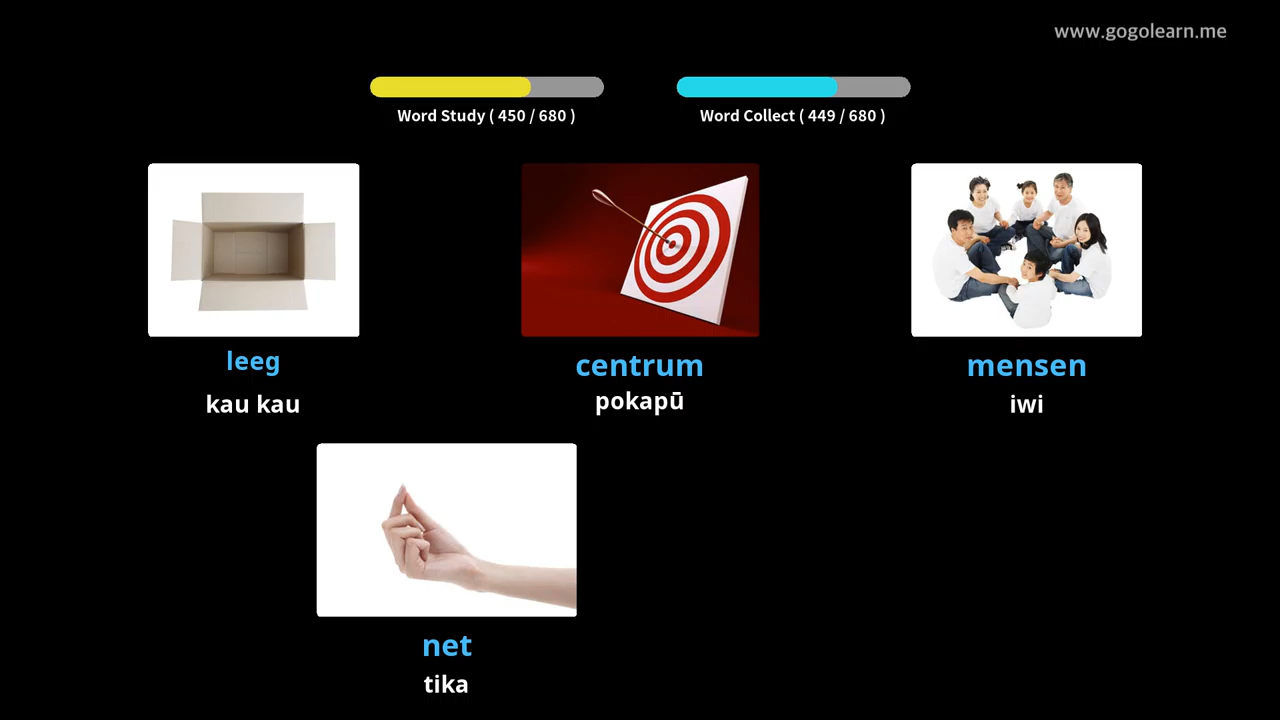 www.gogolearn.me
Word Study ( 450 / 680 )
Word Collect ( 449 / 680 )
leeg
kau kau
centrum
pokapū
mensen
iwi
net
tika